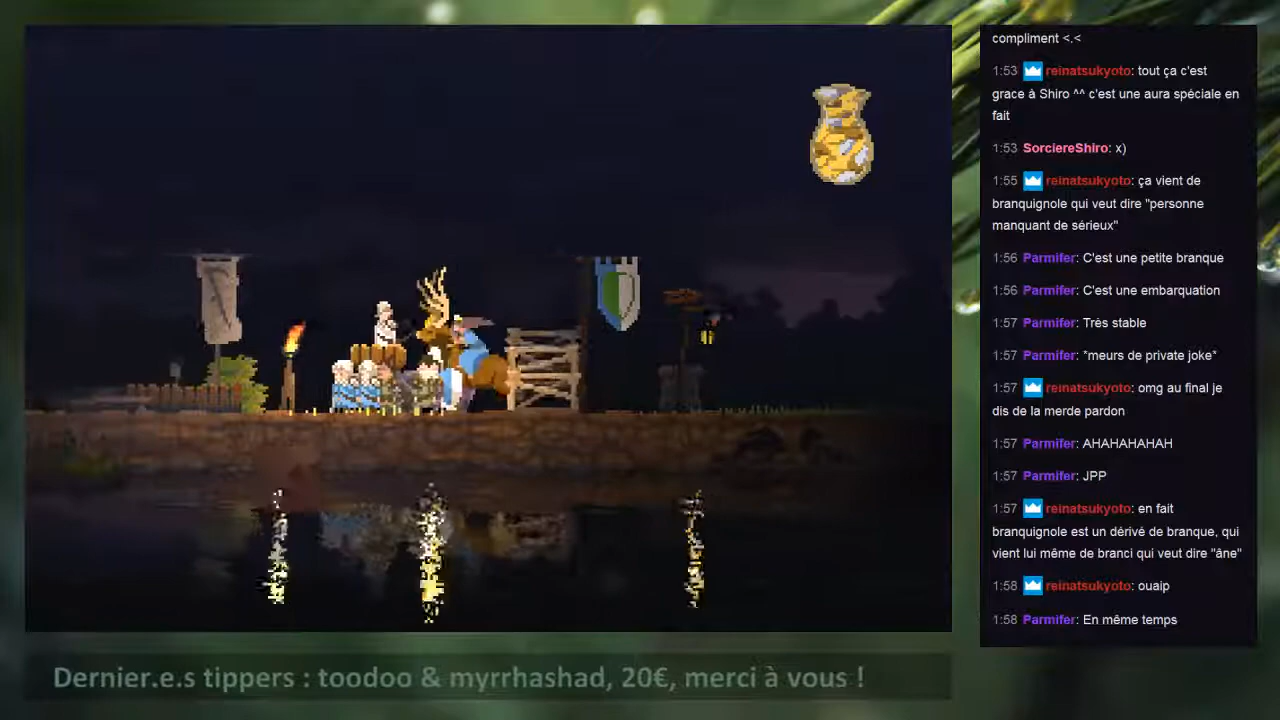 compliment <.<
1:53 reinatsukyoto: tout ça c'est
grace à Shiro ^^ c'est une aura spéciale en
fait
1:53 SorciereShiro: x)
1:55 reinatsukyoto: ça vient de
branquignole qui veut dire "personne
manquant de sérieux"
1:56 Parmifer: C'est une petite branque
1:56 Parmifer: C'est une embarquation
1:57 Parmifer: Très stable
1:57 Parmifer: *meurs de private joke*
1:57 reinatsukyoto: omg au final je
dis de la merde pardon
1:57 Parmifer: AHAHAHAHAH
1:57 Parmifer: JPP
1:57 reinatsukyoto: en fait
branquignole est un dérivé de branque, qui
vient lui même de branci qui veut dire "âne"
1:58 reinatsukyoto: ouaip
1:58 Parmifer: En même temps
Dernier.e.s tippers : toodoo & myrrhashad, 20€, merci à vous !